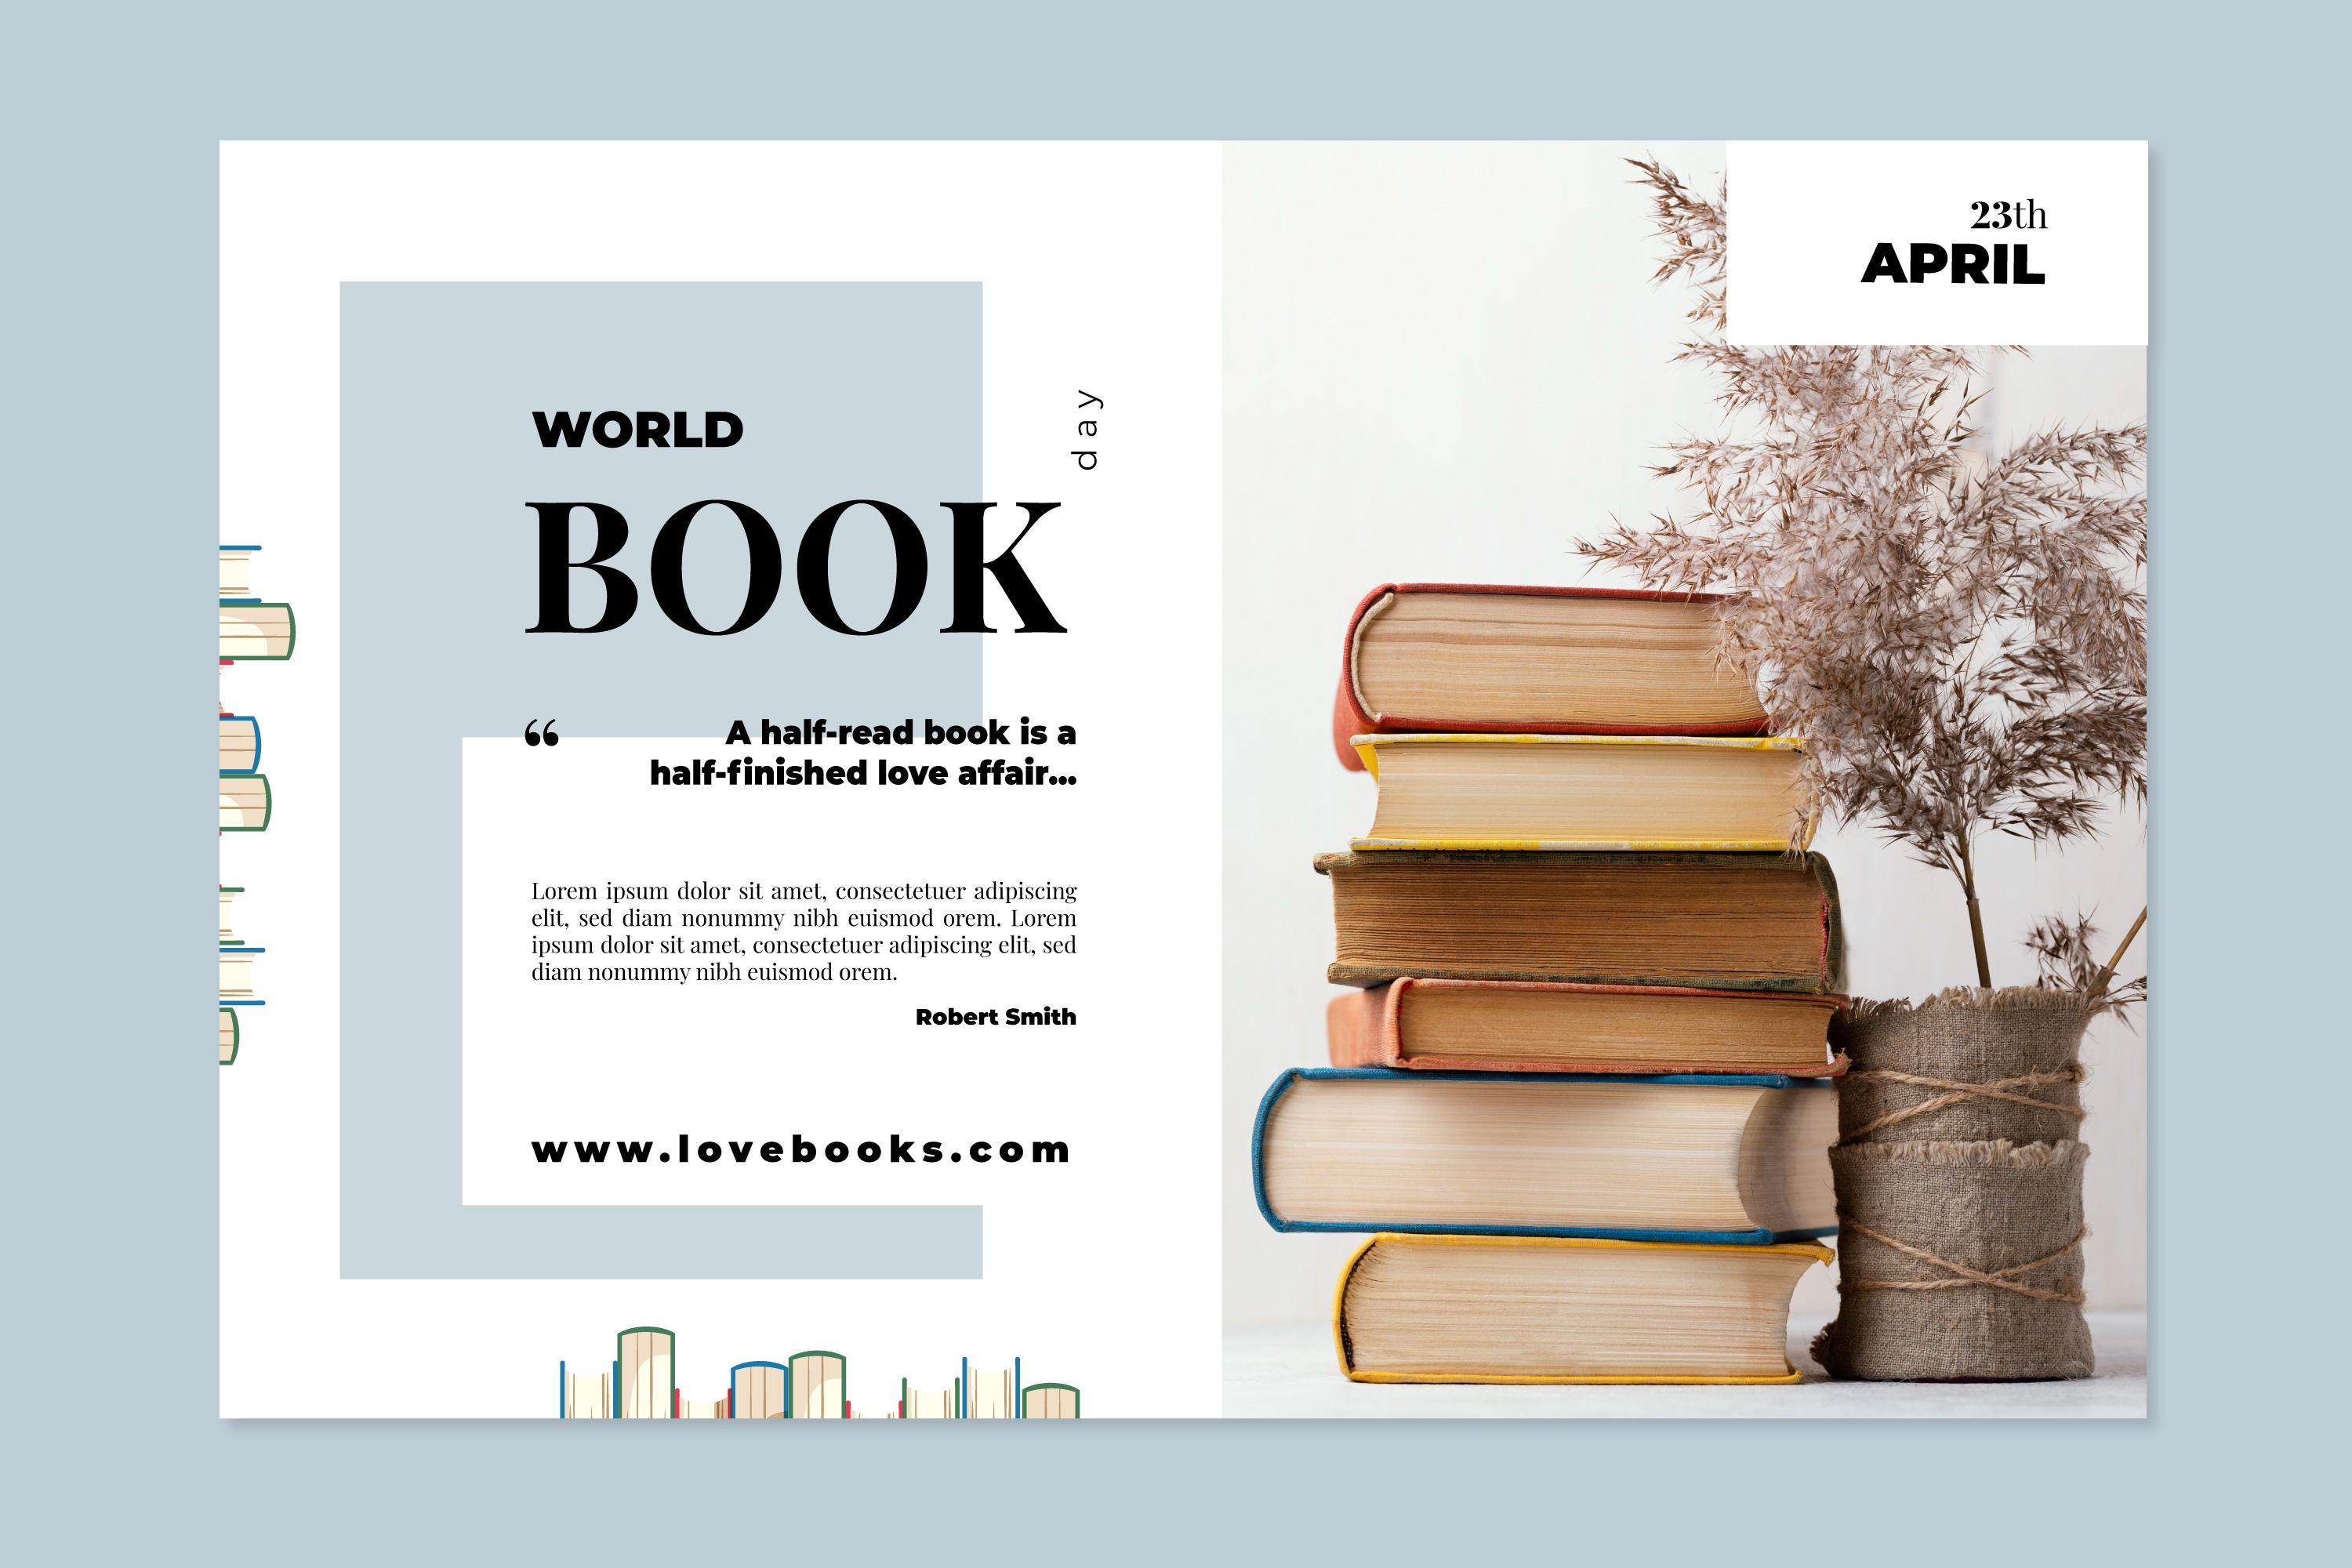 WORLD
BOOK
day
“ A half-read book is a
half-finished love affair...
Lorem ipsum dolor sit amet, consectetuer adipiscing
elit, sed diam nonummy nibh euismod orem. Lorem
ipsum dolor sit amet, consectetuer adipiscing elit, sed
diam nonummy nibh euismod orem.
Robert Smith
www.lovebooks.com
23th
APRIL